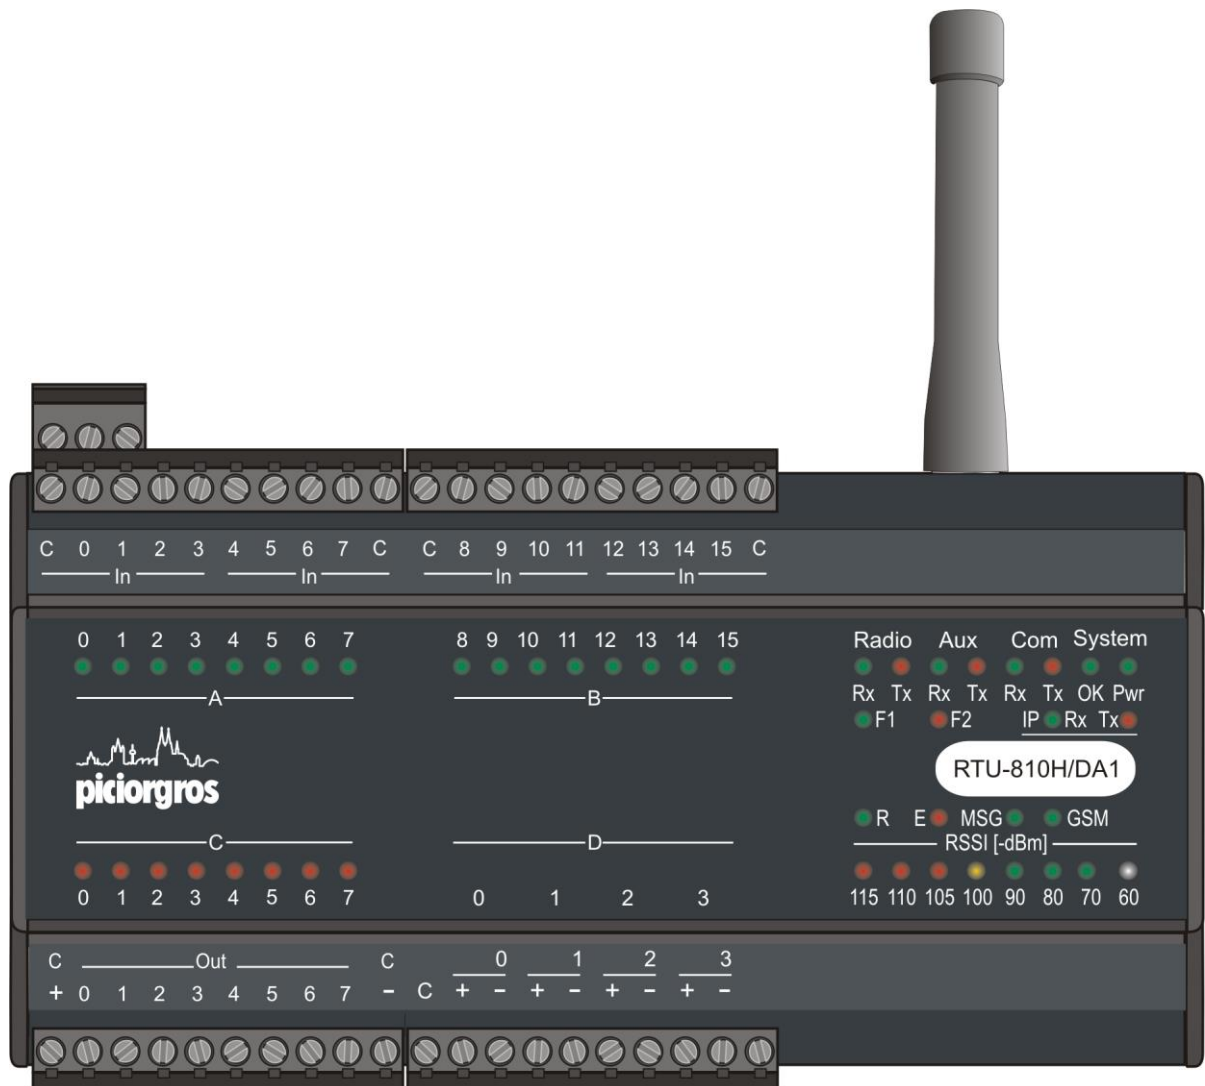 C 0 1 2 3 4 5 6 7 C C 8 9 10 11 12 13 14 15 C
In In In In
0 1 2 3 4 5 6 7 8 9 10 11 12 13 14 15 Radio Aux Com System
Rx Tx Rx Tx Rx Tx OK Pwr
A B
F1 F2 IP Rx Tx
piciorgros
RTU-810H/DA1
R E MSG GSM
C D RSSI [-dBm]
0 1 2 3 4 5 6 7 0 1 2 3 115 110 105 100 90 80 70 60
C Out C 0 1 2 3
+ 0 1 2 3 4 5 6 7 - C + - + - + - + -